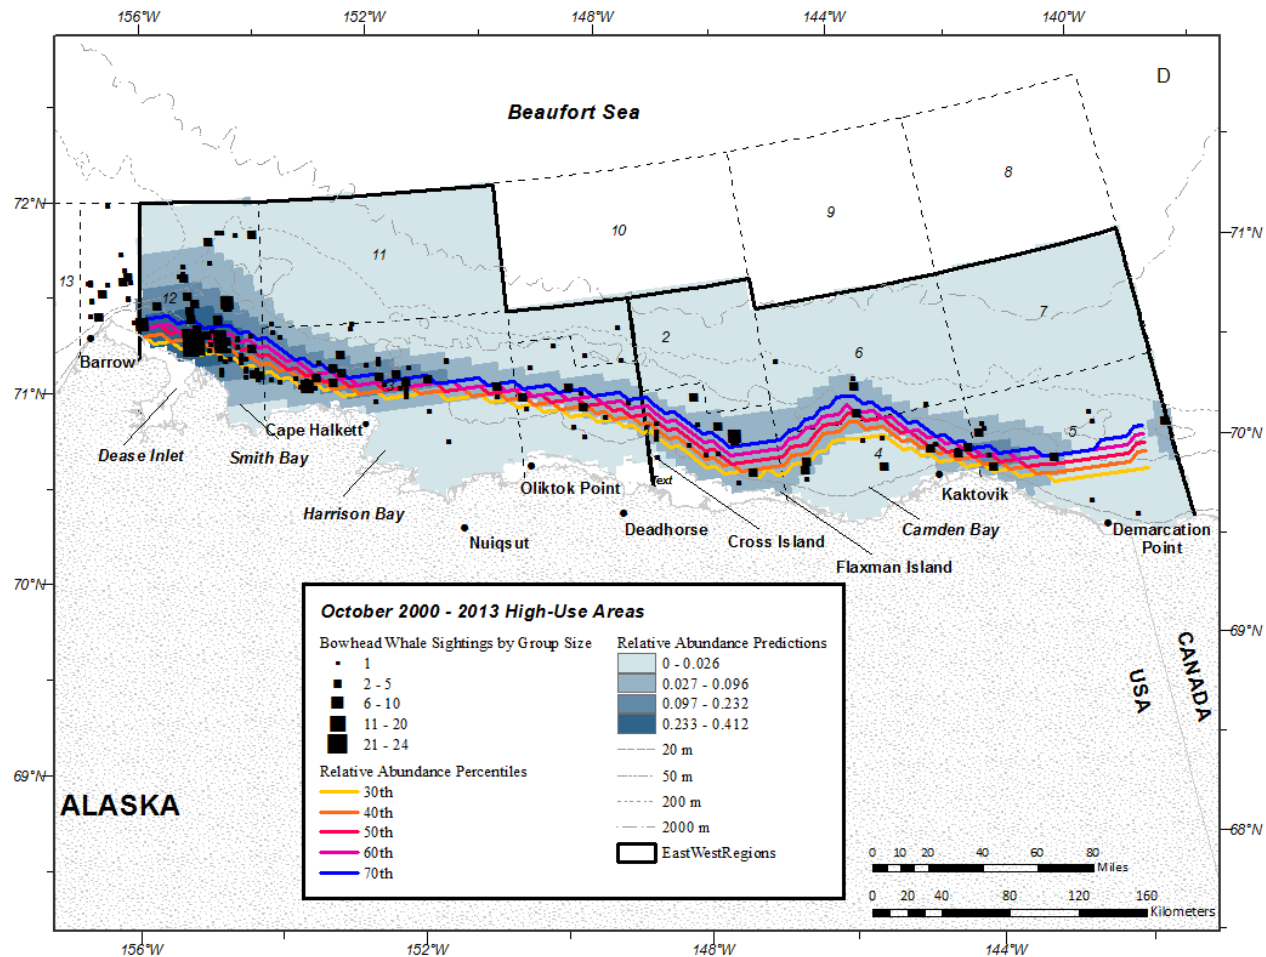 156°W 152°W 148°W 144°W 140°W
D
Beaufort Sea
8
72°N
9
10
71°N
11
13
12
7
2
6
Barrow
71°N
3
5
70°N
Cape Halkett
Dease Inlet
Smith Bay
4
Text
Oliktok Point
Kaktovik
Harrison Bay
Deadhorse
Camden Bay
Demarcation
Point
Nuiqsut
Cross Island
Flaxman Island
70°N
October 2000 - 2013 High-Use Areas
Bowhead Whale Sightings by Group Size
1
2 - 5
6 - 10
11 - 20
21 - 24
Relative Abundance Percentiles
30th
40th
50th
60th
70th
Relative Abundance Predictions
0 - 0.026
0.027 - 0.096
0.097 - 0.232
0.233 - 0.412
20 m
50 m
200 m
2000 m
EastWestRegions
69°N
CANADA
USA
69°N
ALASKA
68°N
0 10 20 40 60 80
Miles
0 20 40 80 120 160
Kilometers
156°W 152°W 148°W 144°W